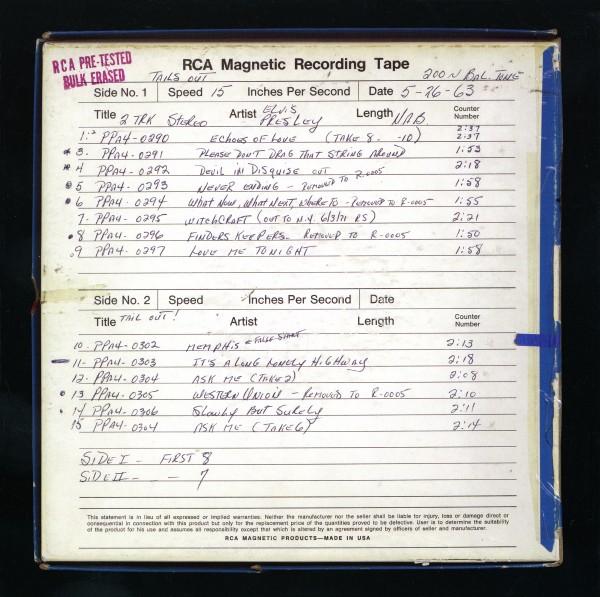 RCA PRE-TESTED
BULK ERASED
RCA Magnetic Recording Tape
TAILS OUT
200 N BAL. TUNE
Side No. 1 Speed 15 Inches Per Second Date 5-26-63
Title 2 TRK STEREO Artist ELVIS PRESLEY Length NAB Counter Number
1.2 PPA4-0290 ECHOES OF LOVE (TAKE 8 - -10) 2:37 2:37
3. PPA4-0291 PLEASE DON'T DRAG THAT STRING AROUND 1:53
4 PPA4-0292 DEVIL IN DISGUISE OUT 2:18
5 PPA4-0293 NEVER ENDING - REMOVED TO R-0005 1:58
6 PPA4-0294 WHAT NOW, WHAT NEXT, WHERE TO - REMOVED TO R-0005 1:55
7. PPA4-0295 WITCHCRAFT (OUT TO N.Y. 6/3/71 RS) 2:21
8 PPA4-0296 FINDERS KEEPERS - REMOVED TO R-0005 1:50
9 PPA4-0297 LOVE ME TONIGHT 1:58
Side No. 2 Speed Inches Per Second Date
Title TAIL OUT! Artist Length Counter Number
10. PPA4-0302 MEMPHIS FALSE START 2:13
11- PPA4-0303 IT'S A LONG LONELY HIGHWAY 2:18
12. PPA4-0304 ASK ME (TAKE 2) 2:08
13 PPA4-0305 WESTERN UNION - REMOVED TO R-0005 2:10
14 PPA4-0306 SLOWLY BUT SURELY 2:11
15 PPA4-0304 ASK ME (TAKE 6) 2:14
SIDE I - FIRST 8
SIDE II - - - 7
This statement is in lieu of all expressed or implied warranties. Neither the manufacturer nor the seller shall be liable for injury, loss or damage direct or
consequential in connection with this product but only for the replacement price of the quantities proved to be defective. User is to determine the suitability
of the product for his use and assumes all responsibility except that which is altered by an agreement signed by officers of seller and manufacturer.
RCA MAGNETIC PRODUCTS—MADE IN USA